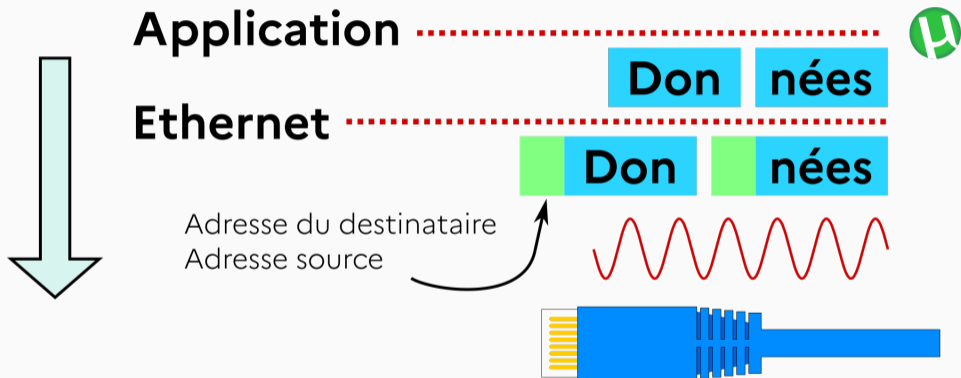 Application
µ
Don nées
Ethernet
Don nées
Adresse du destinataire
Adresse source